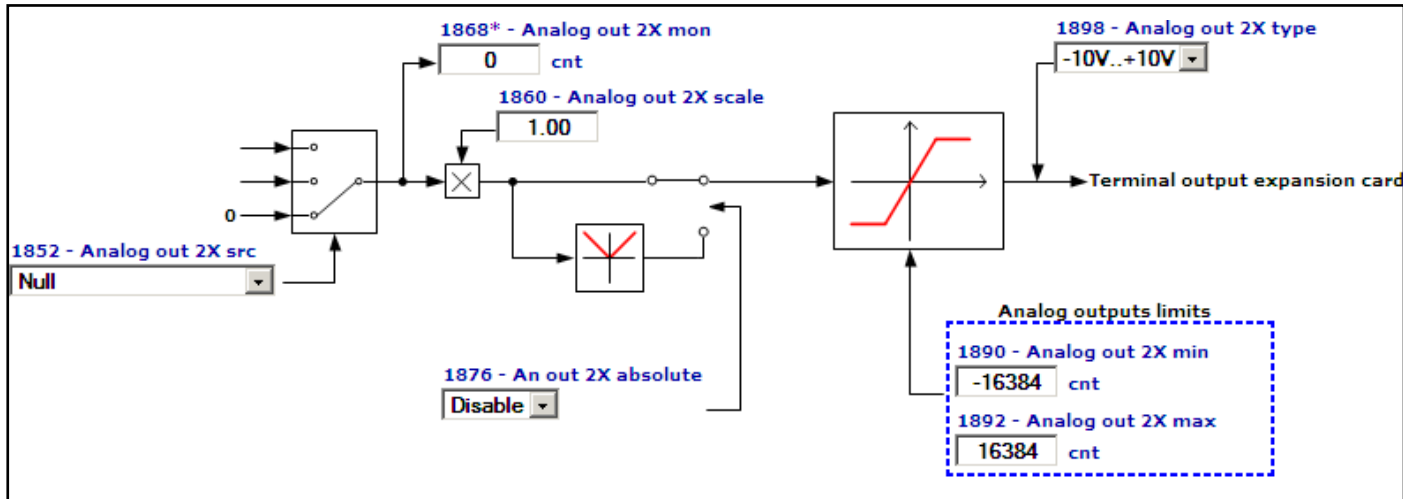 1868* - Analog out 2X mon
0 cnt
1898 - Analog out 2X type
-10V..+10V
1860 - Analog out 2X scale
1.00
Terminal output expansion card
0
1852 - Analog out 2X src
Null
Analog outputs limits
1890 - Analog out 2X min
-16384 cnt
1876 - An out 2X absolute
Disable
1892 - Analog out 2X max
16384 cnt